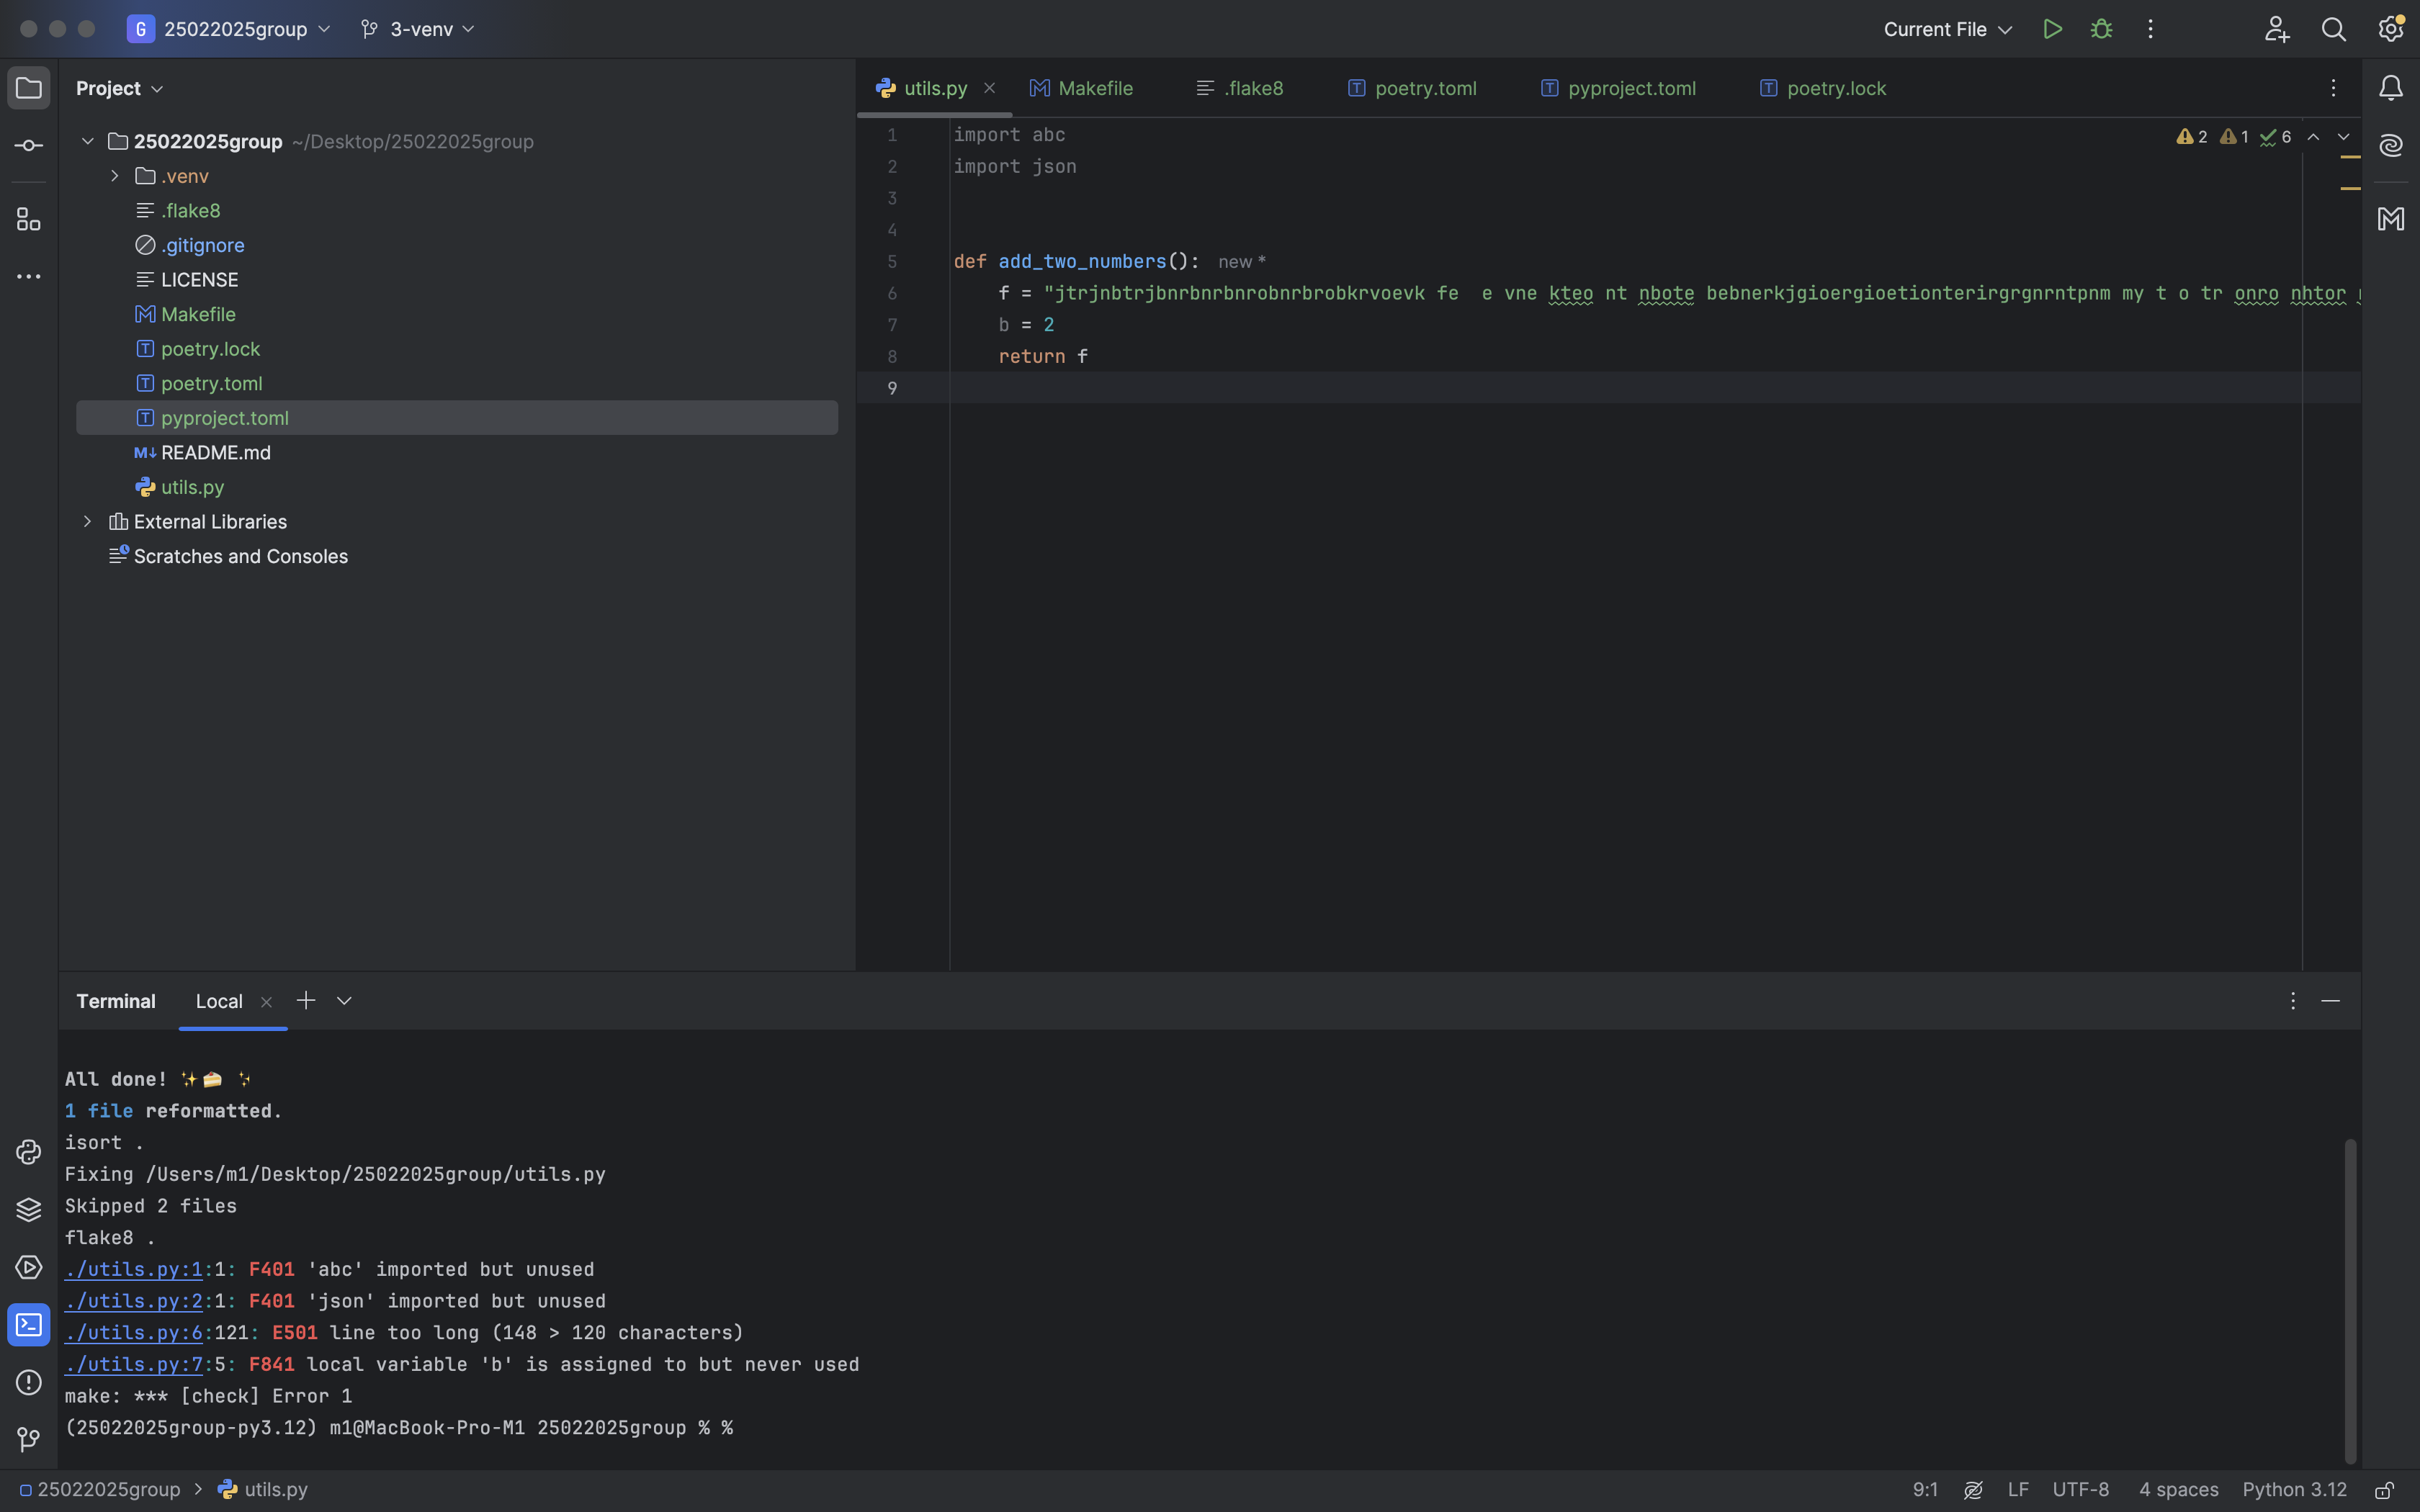 G 25022025group 3-venv Current File
Project
utils.py Makefile .flake8 poetry.toml pyproject.toml poetry.lock
25022025group ~/Desktop/25022025group
.venv
.flake8
.gitignore
LICENSE
Makefile
poetry.lock
poetry.toml
pyproject.toml
README.md
utils.py
External Libraries
Scratches and Consoles
2 1 6
1 import abc
2 import json
3
4
5 def add_two_numbers(): new *
6 f = "jtrjnbtrjbnrbnrbnrobnrbrobkrvoevk fe  e vne kteo nt nbote bebnerkjgioergioetionterirgrgnrntpnm my t o tr onro nhtor
7 b = 2
8 return f
9
Terminal Local
All done! ✨🍰 ✨
1 file reformatted.
isort .
Fixing /Users/m1/Desktop/25022025group/utils.py
Skipped 2 files
flake8 .
./utils.py:1:1: F401 'abc' imported but unused
./utils.py:2:1: F401 'json' imported but unused
./utils.py:6:121: E501 line too long (148 > 120 characters)
./utils.py:7:5: F841 local variable 'b' is assigned to but never used
make: *** [check] Error 1
(25022025group-py3.12) m1@MacBook-Pro-M1 25022025group % %
25022025group > utils.py 9:1 LF UTF-8 4 spaces Python 3.12